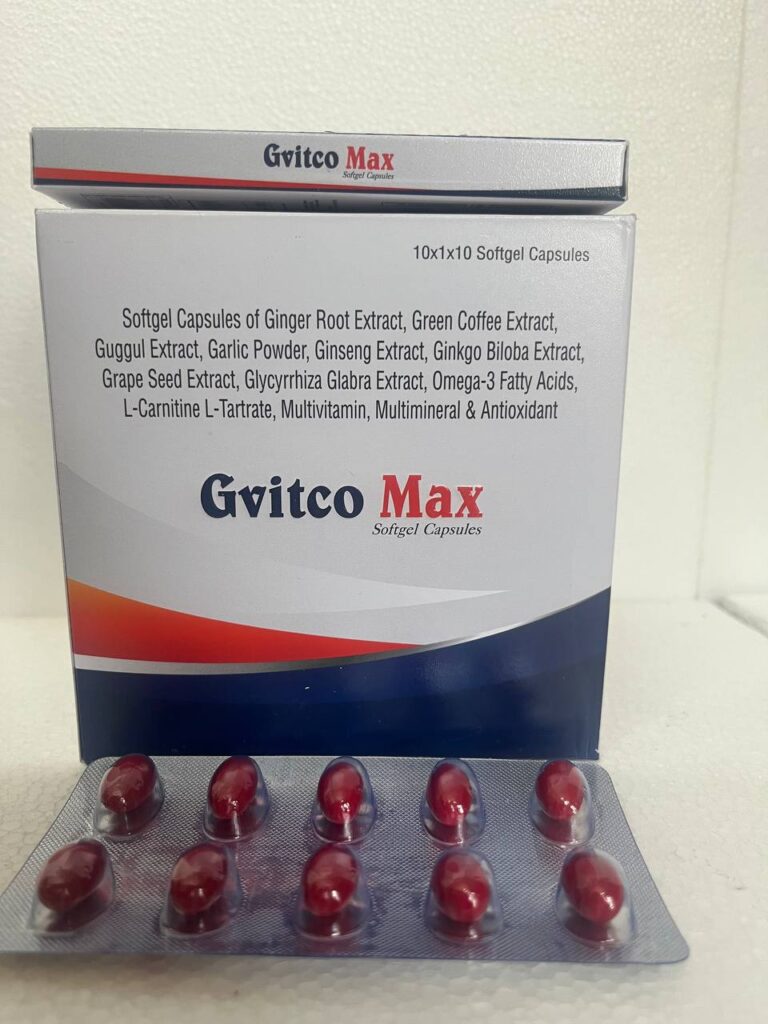 Gvitco Max
Softgel Capsules
10x1x10 Softgel Capsules
Softgel Capsules of Ginger Root Extract, Green Coffee Extract,
Guggul Extract, Garlic Powder, Ginseng Extract, Ginkgo Biloba Extract,
Grape Seed Extract, Glycyrrhiza Glabra Extract, Omega-3 Fatty Acids,
L-Carnitine L-Tartrate, Multivitamin, Multimineral & Antioxidant
Gvitco Max
Softgel Capsules